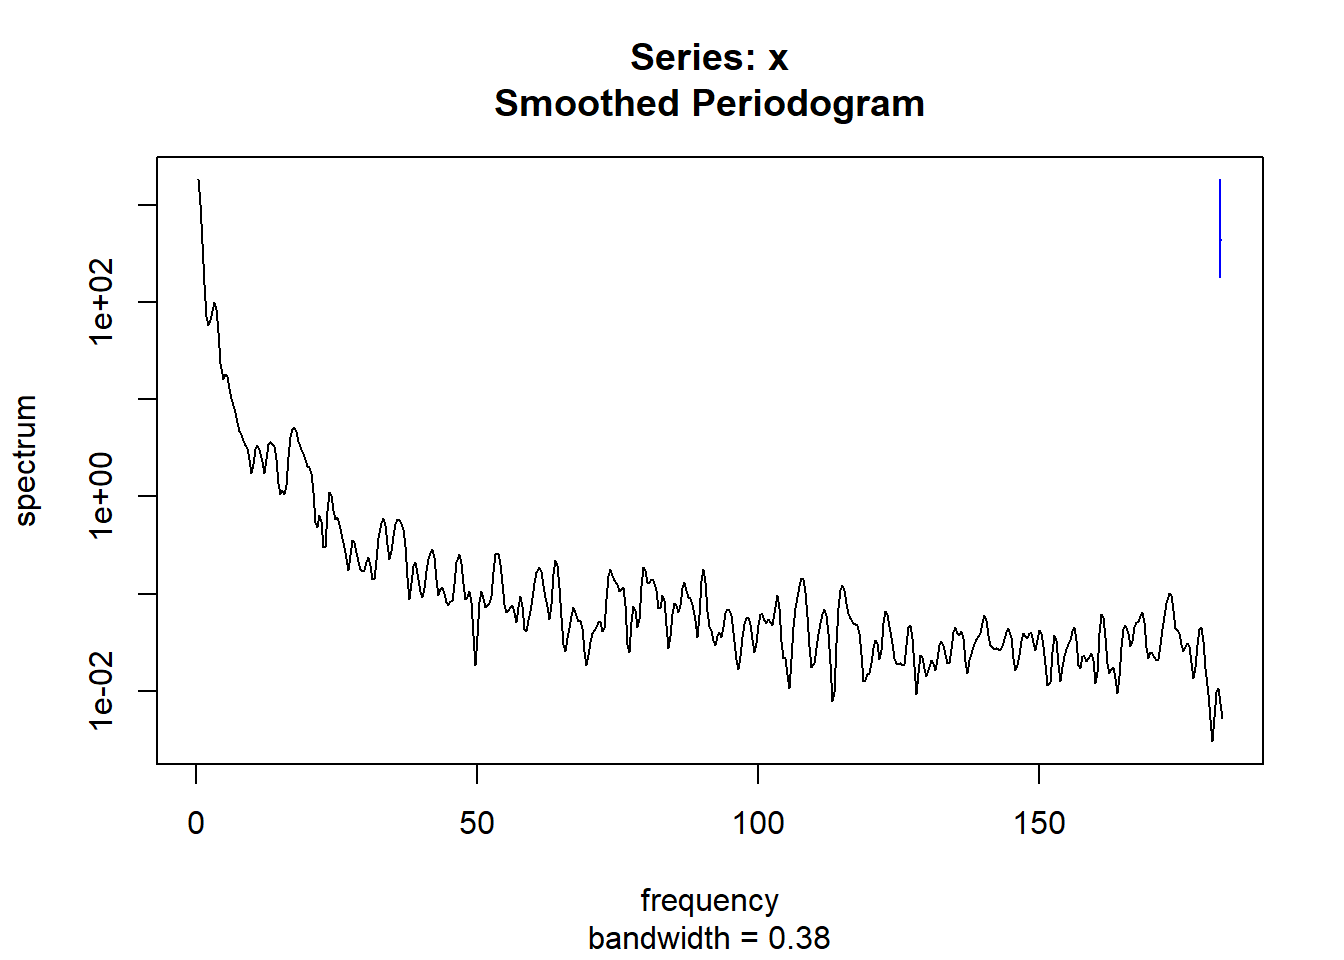 Series: x
Smoothed Periodogram
spectrum
1e+02
1e+00
1e-02
0
50
100
150
frequency
bandwidth = 0.38